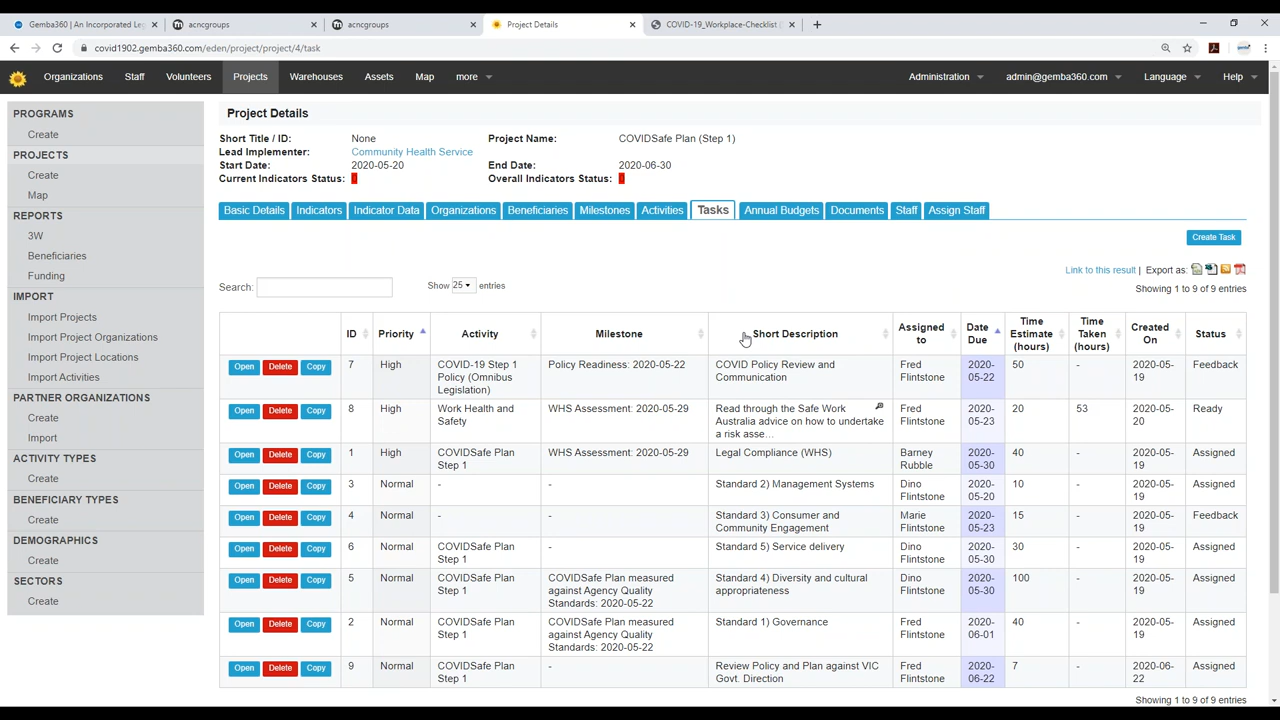 Gemba360 | An Incorporated Le
acncgroups
acncgroups
Project Details
COVID-19_Workplace-Checklist
covid1902.gemba360.com/eden/project/project/4/task
Organizations Staff Volunteers Projects Warehouses Assets Map more Administration admin@gemba360.com Language Help
PROGRAMS
Create
PROJECTS
Create
Map
REPORTS
3W
Beneficiaries
Funding
IMPORT
Import Projects
Import Project Organizations
Import Project Locations
Import Activities
PARTNER ORGANIZATIONS
Create
Import
ACTIVITY TYPES
Create
BENEFICIARY TYPES
Create
DEMOGRAPHICS
Create
SECTORS
Create
Project Details
Short Title / ID: None Project Name: COVIDSafe Plan (Step 1)
Lead Implementer: Community Health Service
Start Date: 2020-05-20 End Date: 2020-06-30
Current Indicators Status: Overall Indicators Status:
Basic Details Indicators Indicator Data Organizations Beneficiaries Milestones Activities Tasks Annual Budgets Documents Staff Assign Staff
Create Task
Link to this result | Export as:
Search: Show 25 entries
Showing 1 to 9 of 9 entries
ID Priority Activity Milestone Short Description Assigned to Date Due Time Estimate (hours) Time Taken (hours) Created On Status
Open Delete Copy 7 High COVID-19 Step 1 Policy (Omnibus Legislation) Policy Readiness: 2020-05-22 COVID Policy Review and Communication Fred Flintstone 2020-05-22 50 - 2020-05-19 Feedback
Open Delete Copy 8 High Work Health and Safety WHS Assessment: 2020-05-29 Read through the Safe Work Australia advice on how to undertake a risk asse... Fred Flintstone 2020-05-23 20 53 2020-05-20 Ready
Open Delete Copy 1 High COVIDSafe Plan Step 1 WHS Assessment: 2020-05-29 Legal Compliance (WHS) Barney Rubble 2020-05-30 40 - 2020-05-19 Assigned
Open Delete Copy 3 Normal - - Standard 2) Management Systems Dino Flintstone 2020-05-20 10 - 2020-05-19 Assigned
Open Delete Copy 4 Normal - - Standard 3) Consumer and Community Engagement Marie Flintstone 2020-05-23 15 - 2020-05-19 Feedback
Open Delete Copy 6 Normal COVIDSafe Plan Step 1 - Standard 5) Service delivery Dino Flintstone 2020-05-30 30 - 2020-05-19 Assigned
Open Delete Copy 5 Normal COVIDSafe Plan Step 1 COVIDSafe Plan measured against Agency Quality Standards: 2020-05-22 Standard 4) Diversity and cultural appropriateness Dino Flintstone 2020-05-30 100 - 2020-05-19 Assigned
Open Delete Copy 2 Normal COVIDSafe Plan Step 1 COVIDSafe Plan measured against Agency Quality Standards: 2020-05-22 Standard 1) Governance Fred Flintstone 2020-06-01 40 - 2020-05-19 Assigned
Open Delete Copy 9 Normal COVIDSafe Plan Step 1 - Review Policy and Plan against VIC Govt. Direction Fred Flintstone 2020-06-22 7 - 2020-06-22 Assigned
Showing 1 to 9 of 9 entries